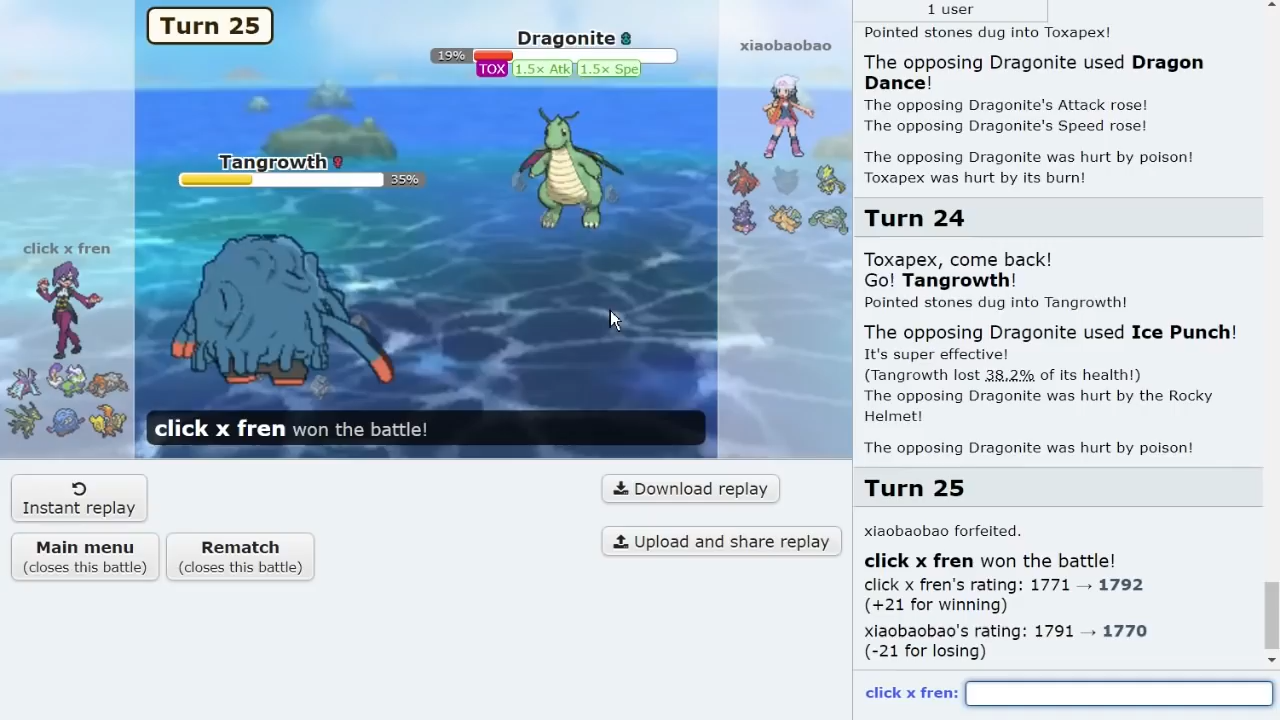 Turn 25
Dragonite
19%
TOX 1.5× Atk 1.5× Spe
xiaobaobao
Tangrowth
35%
click x fren
click x fren won the battle!
Instant replay
Download replay
Main menu
(closes this battle)
Rematch
(closes this battle)
Upload and share replay
1 user
Pointed stones dug into Toxapex!
The opposing Dragonite used Dragon
Dance!
The opposing Dragonite's Attack rose!
The opposing Dragonite's Speed rose!
The opposing Dragonite was hurt by poison!
Toxapex was hurt by its burn!
Turn 24
Toxapex, come back!
Go! Tangrowth!
Pointed stones dug into Tangrowth!
The opposing Dragonite used Ice Punch!
It's super effective!
(Tangrowth lost 38.2% of its health!)
The opposing Dragonite was hurt by the Rocky
Helmet!
The opposing Dragonite was hurt by poison!
Turn 25
xiaobaobao forfeited.
click x fren won the battle!
click x fren's rating: 1771 → 1792
(+21 for winning)
xiaobaobao's rating: 1791 → 1770
(-21 for losing)
click x fren: